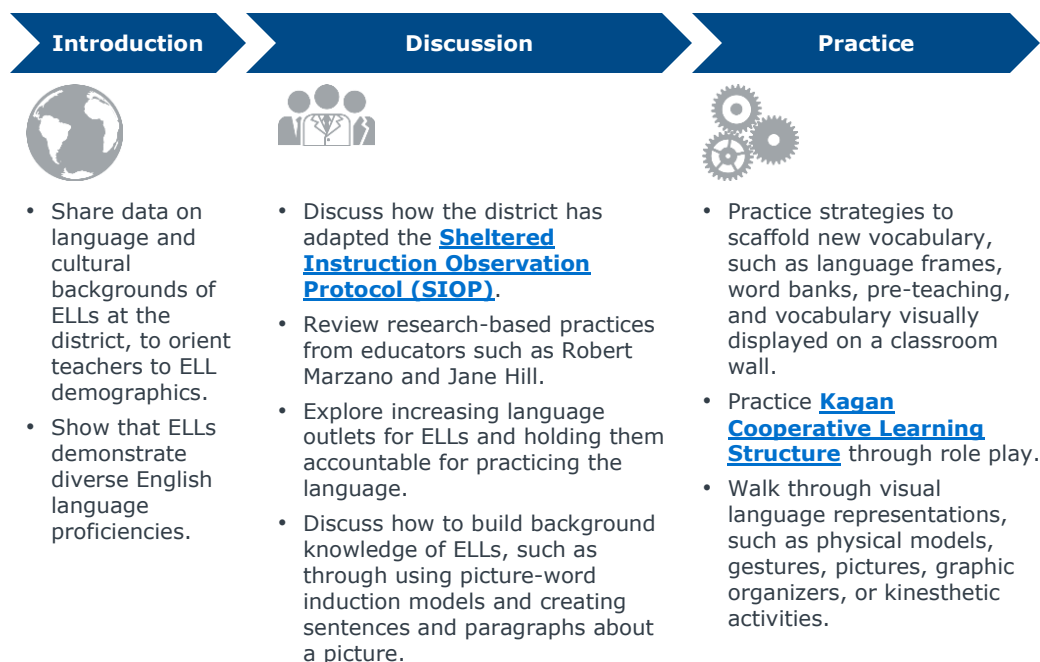 Introduction
Discussion
Practice
• Share data on
language and
cultural
backgrounds of
ELLs at the
district, to orient
teachers to ELL
demographics.
• Show that ELLs
demonstrate
diverse English
language
proficiencies.
• Discuss how the district has
adapted the Sheltered
Instruction Observation
Protocol (SIOP).
• Review research-based practices
from educators such as Robert
Marzano and Jane Hill.
• Explore increasing language
outlets for ELLs and holding them
accountable for practicing the
language.
• Discuss how to build background
knowledge of ELLs, such as
through using picture-word
induction models and creating
sentences and paragraphs about
a picture.
• Practice strategies to
scaffold new vocabulary,
such as language frames,
word banks, pre-teaching,
and vocabulary visually
displayed on a classroom
wall.
• Practice Kagan
Cooperative Learning
Structure through role play.
• Walk through visual
language representations,
such as physical models,
gestures, pictures, graphic
organizers, or kinesthetic
activities.